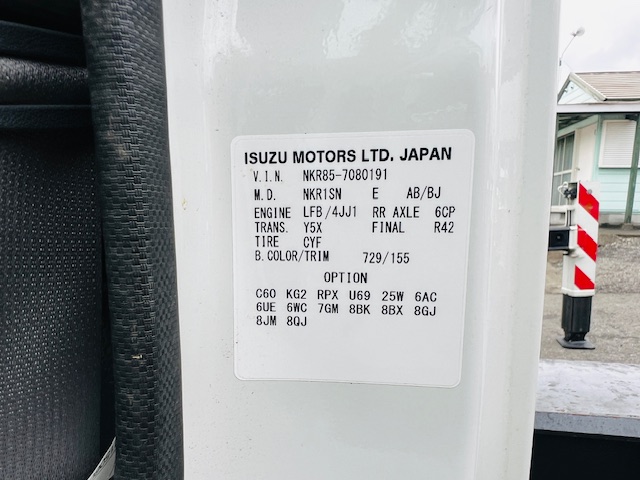 ISUZU MOTORS LTD. JAPAN
V.I.N. NKR85-7080191
M.D. NKR1SN E AB/BJ
ENGINE LFB/4JJ1 RR AXLE 6CP
TRANS. Y5X FINAL R42
TIRE CYF
B.COLOR/TRIM 729/155
OPTION
C60 KG2 RPX U69 25W 6AC
6UE 6WC 7GM 8BK 8BX 8GJ
8JM 8QJ